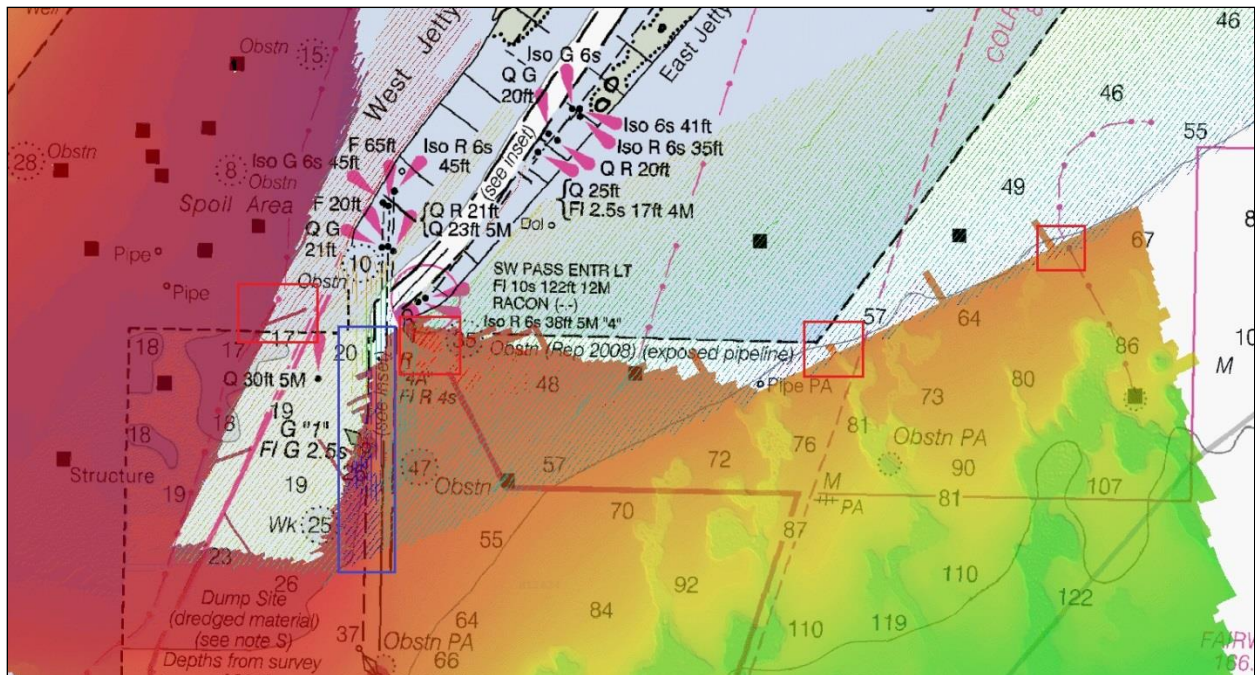 Well
Obstn
15
West Jetty
Iso G 6s
Q G
20ft
East Jetty
COLR
46
46
55
28
Obstn
Iso G 6s 45ft
8
Obstn
Spoil Area
F 65ft
Iso R 6s
45ft
(see inset)
Iso 6s 41ft
Iso R 6s 35ft
Q R 20ft
Q 25ft
Fl 2.5s 17ft 4M
49
F 20ft
Q R 21ft
Q 23ft 5M
Q G
21ft
Dol
8
Pipe
Pipe
10
Obstn
SW PASS ENTR LT
Fl 10s 122ft 12M
RACON (-.-)
Iso R 6s 38ft 5M "4"
67
57
64
18
17
17
20
35
Obstn (Rep 2008) (exposed pipeline)
86
10
M
Q 30ft 5M
18
(see inset)
R
4A
Fl R 4s
48
Pipe PA
73
80
18
18
19
G "1"
Fl G 2.5s
81
Obstn PA
76
Structure
19
19
47
Obstn
57
72
90
107
M
PA
81
Wk
25
70
87
23
55
26
92
110
122
Dump Site
(dredged material)
(see note S)
Depths from survey
37
64
84
110
119
Obstn PA
66
FAIRW
166.